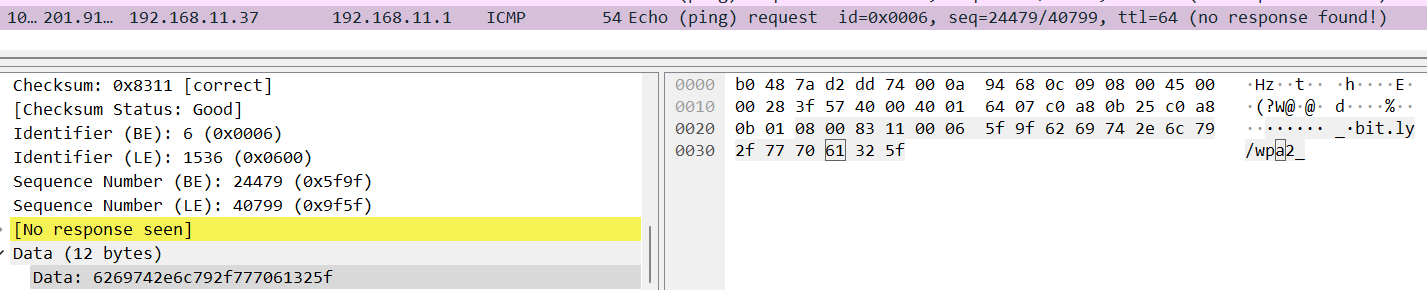 10… 201.91… 192.168.11.37 192.168.11.1 ICMP 54 Echo (ping) request id=0x0006, seq=24479/40799, ttl=64 (no response found!)
Checksum: 0x8311 [correct]
[Checksum Status: Good]
Identifier (BE): 6 (0x0006)
Identifier (LE): 1536 (0x0600)
Sequence Number (BE): 24479 (0x5f9f)
Sequence Number (LE): 40799 (0x9f5f)
[No response seen]
Data (12 bytes)
Data: 6269742e6c792f777061325f
0000 b0 48 7a d2 dd 74 00 0a 94 68 0c 09 08 00 45 00 ·Hz··t·· ·h····E·
0010 00 28 3f 57 40 00 40 01 64 07 c0 a8 0b 25 c0 a8 ·(?W@·@· d····%··
0020 0b 01 08 00 83 11 00 06 5f 9f 62 69 74 2e 6c 79 ········ _·bit.ly
0030 2f 77 70 61 32 5f /wpa2_